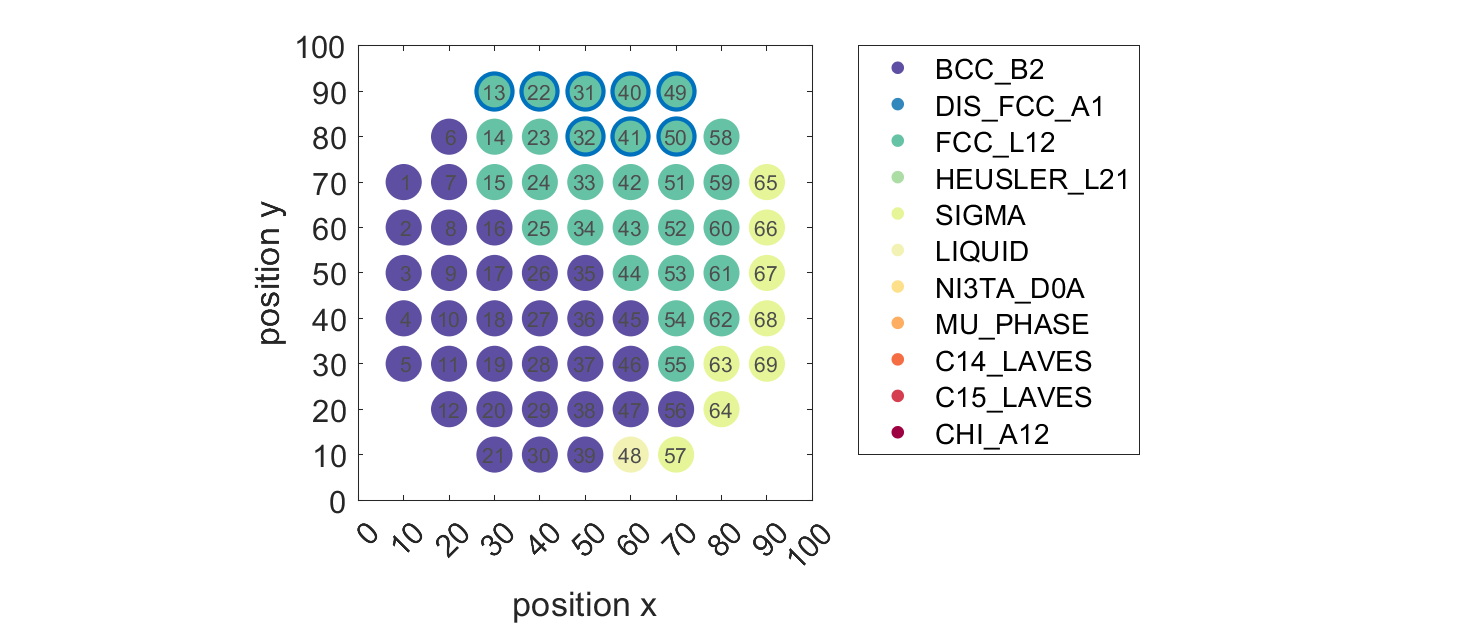 100
90
80
70
60
50
40
30
20
10
0
position y
13 22 31 40 49
6 14 23 32 41 50 58
1 7 15 24 33 42 51 59 65
2 8 16 25 34 43 52 60 66
3 9 17 26 35 44 53 61 67
4 10 18 27 36 45 54 62 68
5 11 19 28 37 46 55 63 69
12 20 29 38 47 56 64
21 30 39 48 57
0 10 20 30 40 50 60 70 80 90 100
position x
BCC_B2
DIS_FCC_A1
FCC_L12
HEUSLER_L21
SIGMA
LIQUID
NI3TA_D0A
MU_PHASE
C14_LAVES
C15_LAVES
CHI_A12